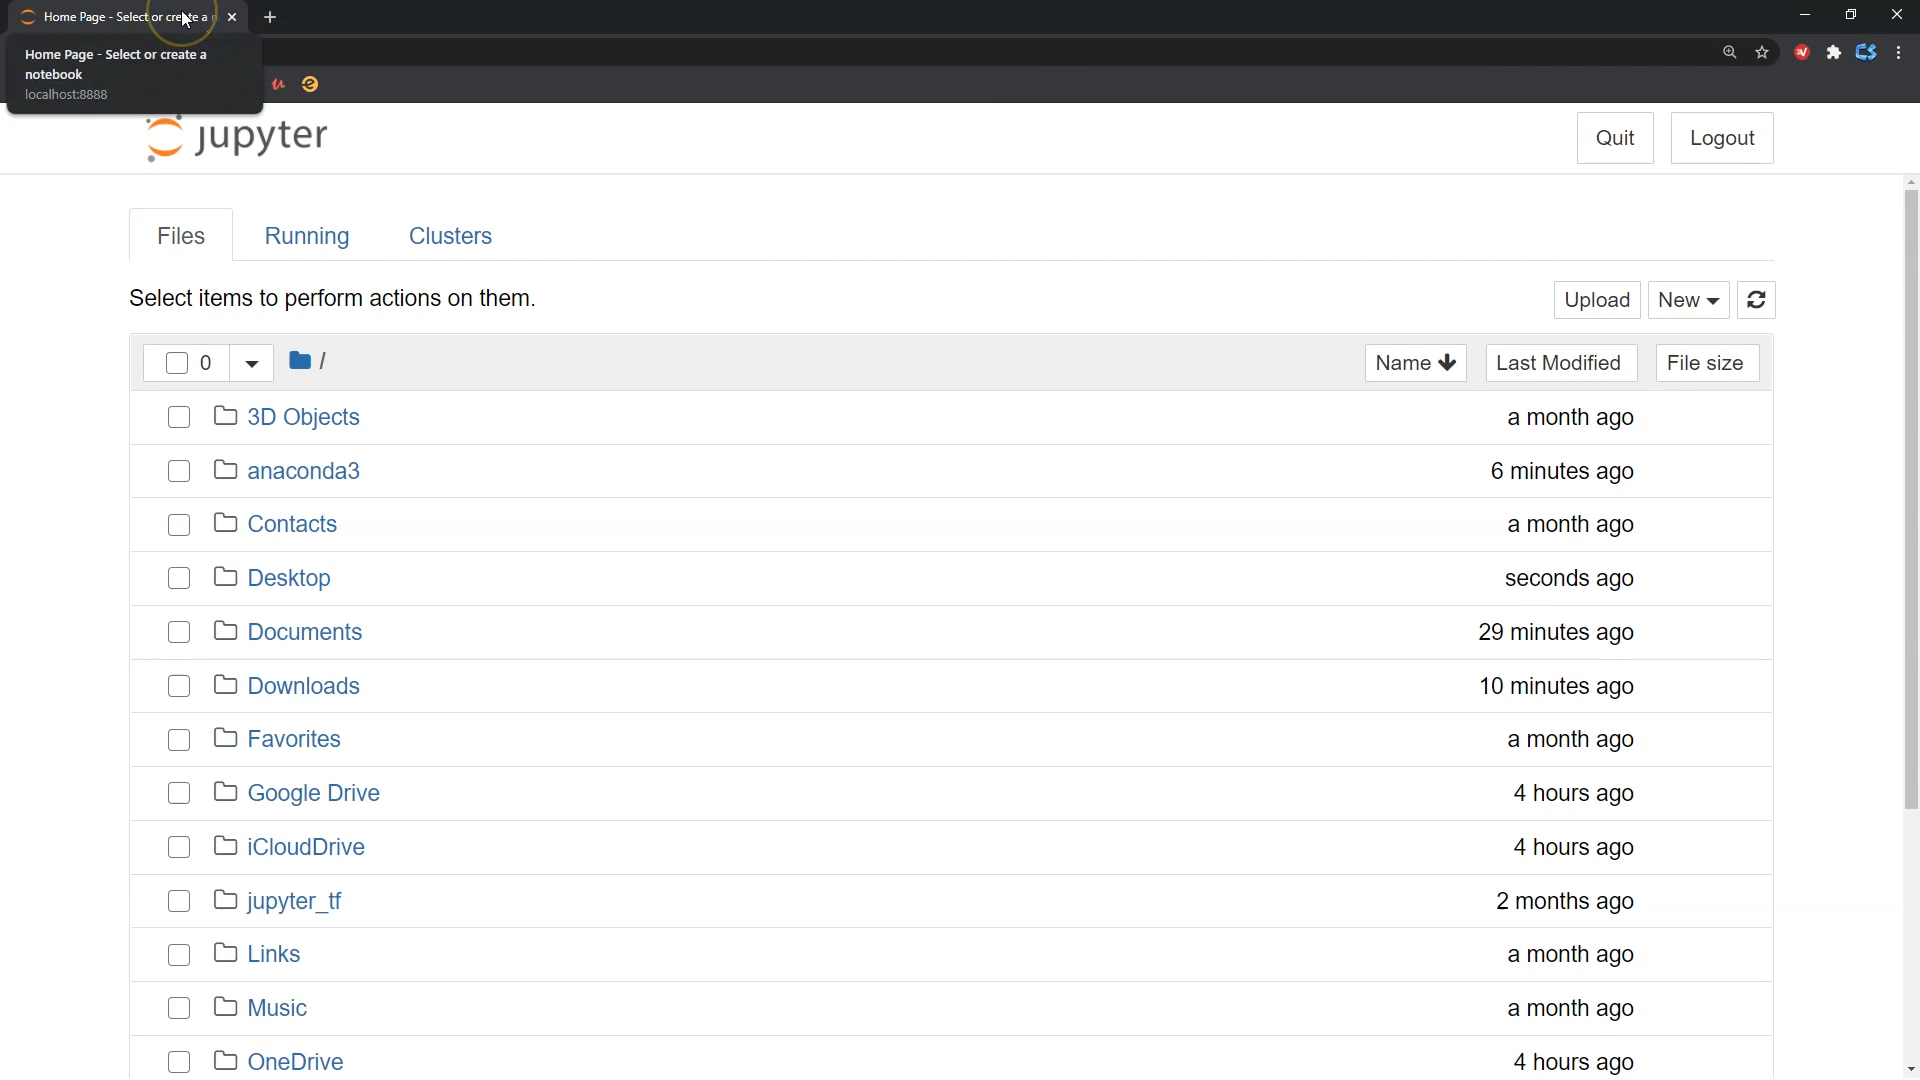 Home Page - Select or create a
Home Page - Select or create a
notebook
localhost:8888
jupyter
Quit
Logout
Files
Running
Clusters
Select items to perform actions on them.
Upload
New
0
/
Name
Last Modified
File size
3D Objects
a month ago
anaconda3
6 minutes ago
Contacts
a month ago
Desktop
seconds ago
Documents
29 minutes ago
Downloads
10 minutes ago
Favorites
a month ago
Google Drive
4 hours ago
iCloudDrive
4 hours ago
jupyter_tf
2 months ago
Links
a month ago
Music
a month ago
OneDrive
4 hours ago